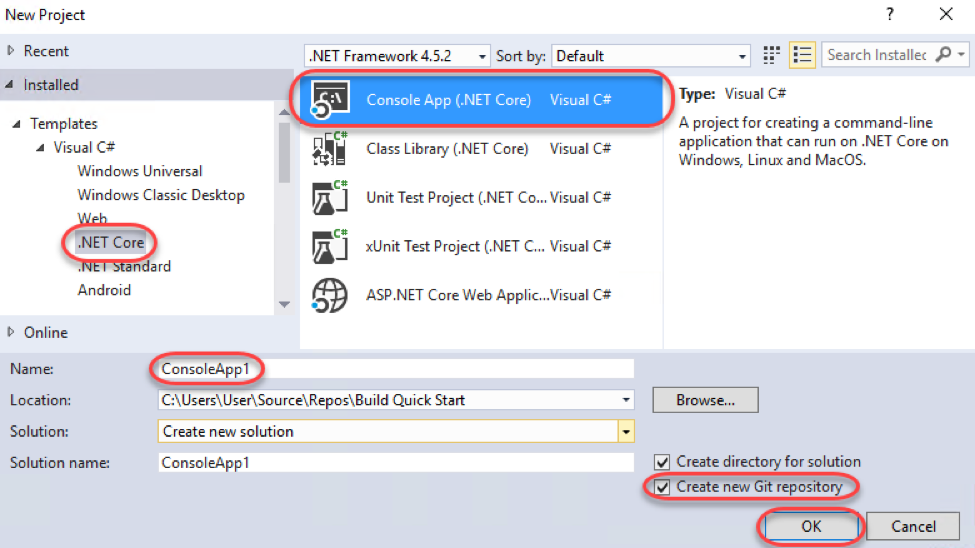 New Project
?
Recent
.NET Framework 4.5.2
Sort by:
Default
Search Installed
Installed
Templates
Visual C#
Windows Universal
Windows Classic Desktop
Web
.NET Core
.NET Standard
Android
Online
Console App (.NET Core) Visual C#
Class Library (.NET Core) Visual C#
Unit Test Project (.NET Co... Visual C#
xUnit Test Project (.NET C... Visual C#
ASP.NET Core Web Applic... Visual C#
Type: Visual C#
A project for creating a command-line
application that can run on .NET Core on
Windows, Linux and MacOS.
Name: ConsoleApp1
Location: C:\Users\User\Source\Repos\Build Quick Start
Browse...
Solution: Create new solution
Solution name: ConsoleApp1
Create directory for solution
Create new Git repository
OK
Cancel